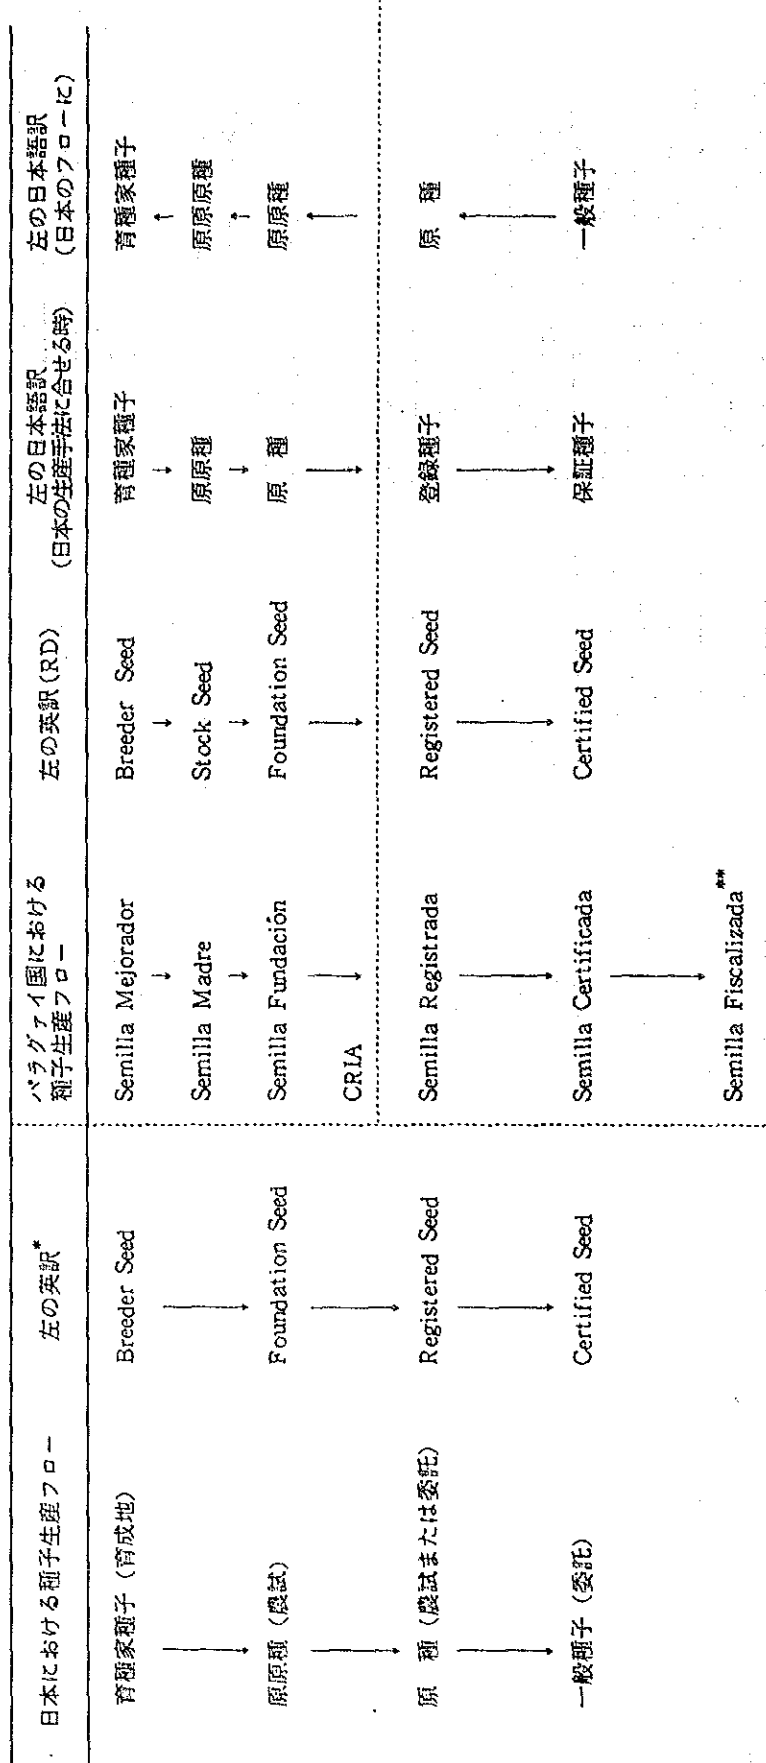 日本における種子生産フロー
左の英訳*
パラグァイ国における
種子生産フロー
左の英訳(RD)
左の日本語訳
(日本の生産手法に合せる時)
左の日本語訳
(日本のフローに)
育種家種子 (育成地)
Breeder Seed
Semilla Mejorador
Breeder Seed
育種家種子
育種家種子
↓
↓
↓
↑
Semilla Madre
Stock Seed
原原種
原原原種
↓
↓
↓
↓
↓
↑
原原種 (農試)
Foundation Seed
Semilla Fundación
Foundation Seed
原 種
原原種
↓
↓
↓
↓
↓
↑
CRIA
原 種 (農試または委託)
Registered Seed
Semilla Registrada
Registered Seed
登録種子
原 種
↓
↓
↓
↓
↓
↑
一般種子 (委託)
Certified Seed
Semilla Certificada
Certified Seed
保証種子
一般種子
↓
Semilla Fiscalizada**